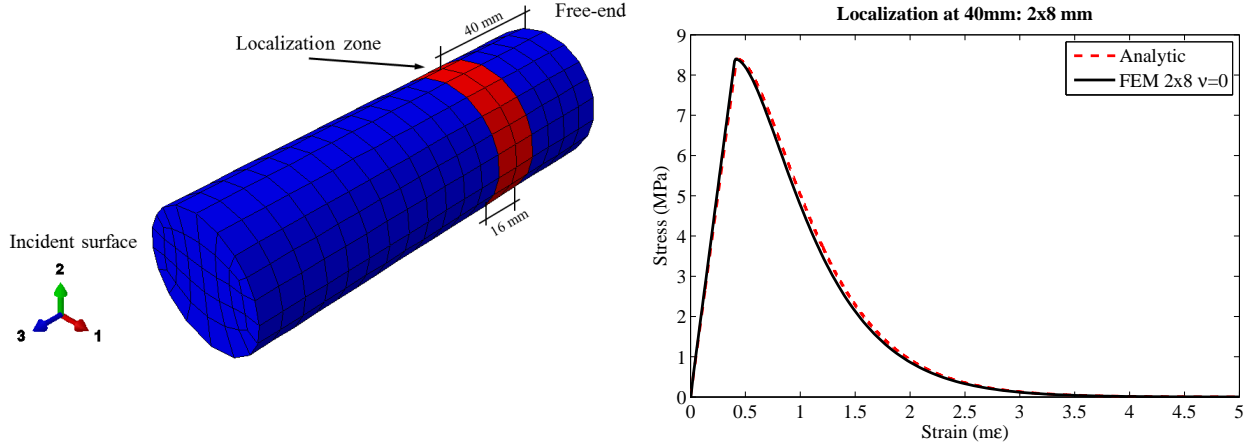 Free-end
40 mm
Localization zone
16 mm
Incident surface
2
3
1
Localization at 40mm: 2x8 mm
Analytic
FEM 2x8 ν=0
Stress (MPa)
9
8
7
6
5
4
3
2
1
0
0 0.5 1 1.5 2 2.5 3 3.5 4 4.5 5
Strain (mε)